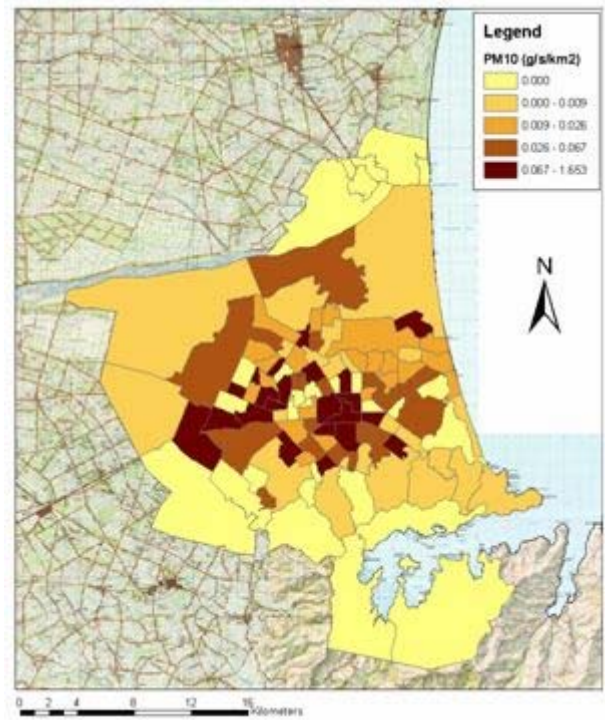 Legend
PM10 (g/s/km2)
0.000
0.000 - 0.009
0.009 - 0.026
0.026 - 0.067
0.067 - 1.653
N
0 2 4 8 12 16
Kilometers